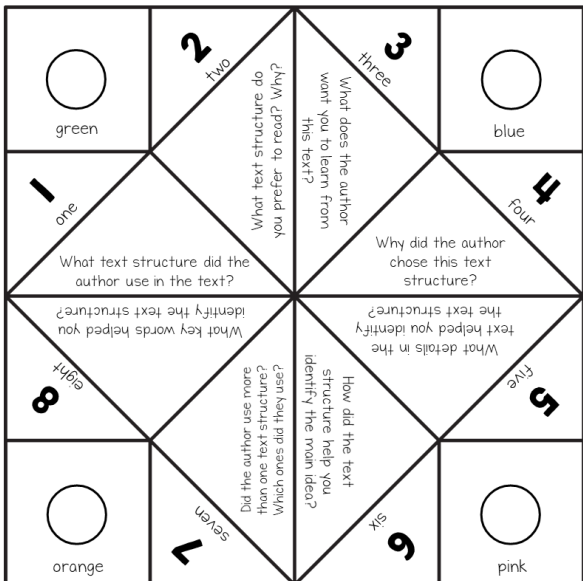 2
two
3
three
green
blue
What text structure do
you prefer to read? Why?
What does the author
want you to learn from
this text?
1
one
4
four
What text structure did the
author use in the text?
Why did the author
chose this text
structure?
What key words helped you
identify the text structure?
What details in the
text helped you identify
the text structure?
8
eight
5
five
Did the author use more
than one text structure?
Which ones did they use?
How did the text
structure help you
identify the main idea?
orange
7
seven
6
six
pink